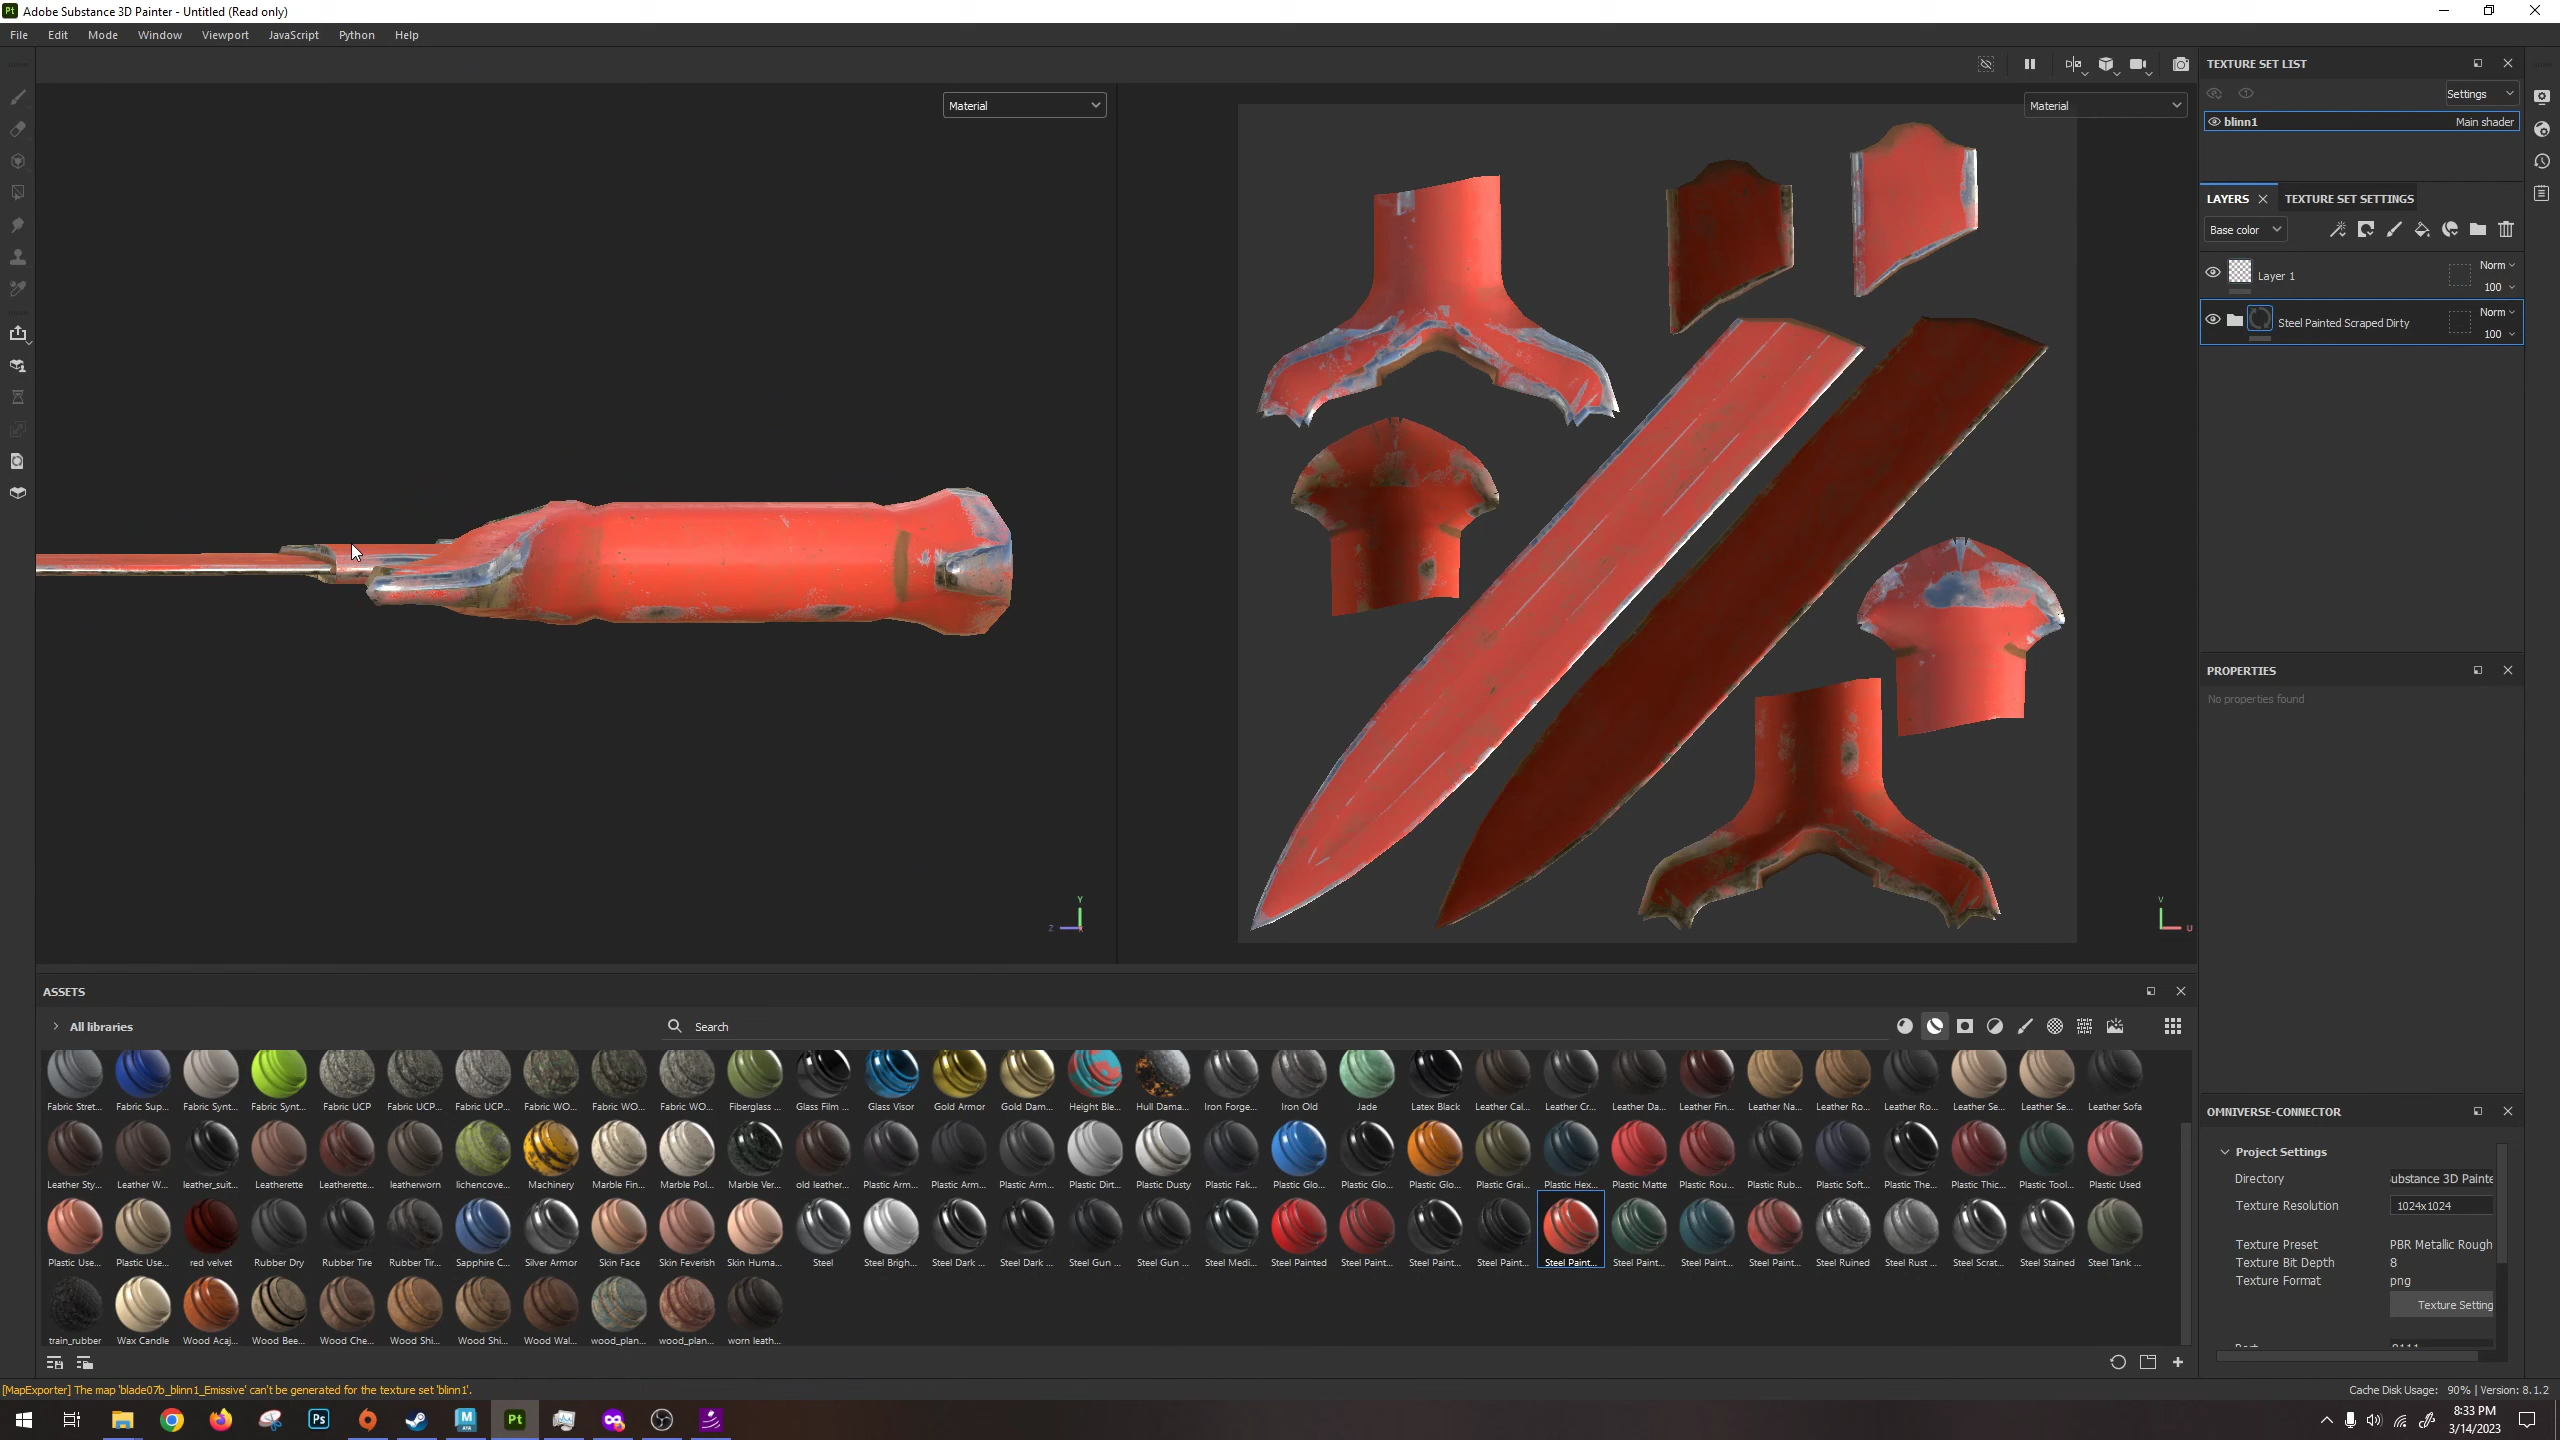 Adobe Substance 3D Painter - Untitled (Read only)
File Edit Mode Window Viewport JavaScript Python Help
Material
Material
TEXTURE SET LIST
Settings
blinn1 Main shader
LAYERS TEXTURE SET SETTINGS
Base color
Layer 1 Norm 100
Steel Painted Scraped Dirty Norm 100
PROPERTIES
No properties found
Y
Z
V
U
ASSETS
All libraries Search
Fabric Stret... Fabric Sup... Fabric Synt... Fabric Synt... Fabric UCP Fabric UCP... Fabric UCP... Fabric WO... Fabric WO... Fabric WO... Fiberglass ... Glass Film ... Glass Visor Gold Armor Gold Dam... Height Ble... Hull Dama... Iron Forge... Iron Old Jade Latex Black Leather Cal... Leather Cr... Leather Da... Leather Fin... Leather Na... Leather Ro... Leather Ro... Leather Se... Leather Se... Leather Sofa
Leather Sty... Leather W... leather_suit... Leatherette Leatherette... leatherworn lichencove... Machinery Marble Fin... Marble Pol... Marble Ver... old leather... Plastic Arm... Plastic Arm... Plastic Arm... Plastic Dirt... Plastic Dusty Plastic Fak... Plastic Glo... Plastic Glo... Plastic Glo... Plastic Grai... Plastic Hex... Plastic Matte Plastic Rou... Plastic Rub... Plastic Soft... Plastic The... Plastic Thic... Plastic Tool... Plastic Used
Plastic Use... Plastic Use... red velvet Rubber Dry Rubber Tire Rubber Tir... Sapphire C... Silver Armor Skin Face Skin Feverish Skin Huma... Steel Steel Brigh... Steel Dark ... Steel Dark ... Steel Gun ... Steel Gun ... Steel Medi... Steel Painted Steel Paint... Steel Paint... Steel Paint... Steel Paint... Steel Paint... Steel Paint... Steel Paint... Steel Ruined Steel Rust ... Steel Scrat... Steel Stained Steel Tank ...
train_rubber Wax Candle Wood Acaj... Wood Bee... Wood Che... Wood Shi... Wood Shi... Wood Wal... wood_plan... wood_plan... worn leath...
OMNIVERSE-CONNECTOR
Project Settings
Directory ubstance 3D Painte
Texture Resolution 1024x1024
Texture Preset PBR Metallic Rough
Texture Bit Depth 8
Texture Format png
Texture Setting
[MapExporter] The map 'blade07b_blinn1_Emissive' can't be generated for the texture set 'blinn1'.
Cache Disk Usage: 90% | Version: 8.1.2
Ps
M
Pt
8:33 PM
3/14/2023